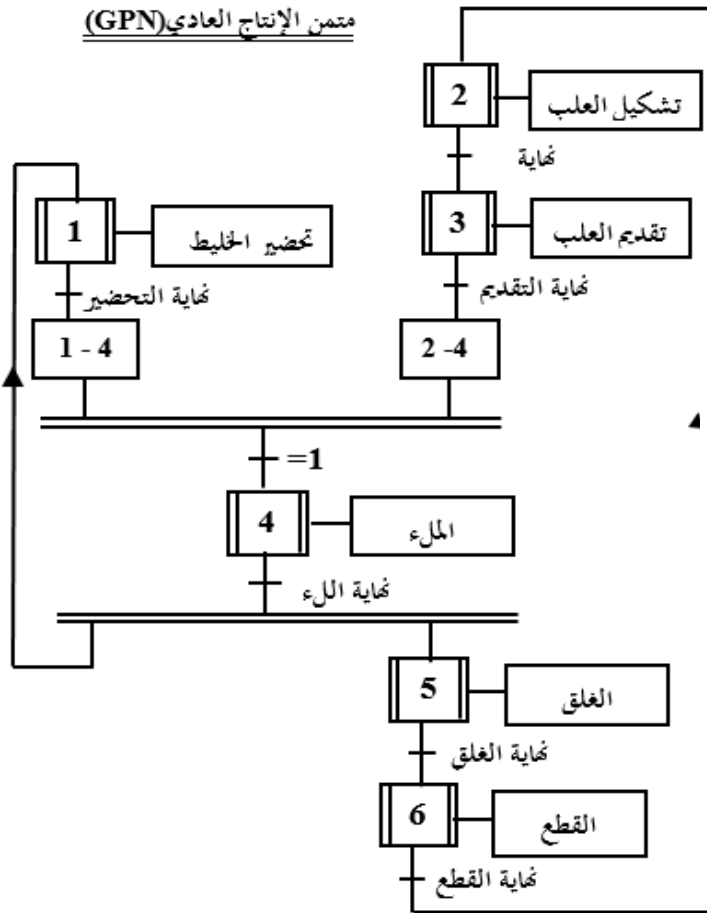 متمن الإنتاج العادي(GPN)
2
تشكيل العلب
نهاية
1
تحضير الخليط
3
تقديم العلب
نهاية التحضير
نهاية التقديم
1 - 4
2 -4
=1
4
الملء
نهاية اللء
5
الغلق
نهاية الغلق
6
القطع
نهاية القطع